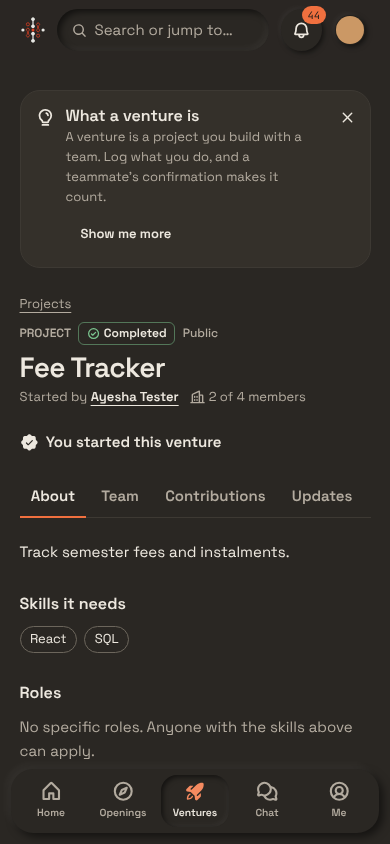 Search or jump to...
44
What a venture is
A venture is a project you build with a
team. Log what you do, and a
teammate's confirmation makes it
count.
Show me more
Projects
PROJECT Completed Public
Fee Tracker
Started by Ayesha Tester 2 of 4 members
You started this venture
About Team Contributions Updates
Track semester fees and instalments.
Skills it needs
React SQL
Roles
No specific roles. Anyone with the skills above
can apply.
Home Openings Ventures Chat Me